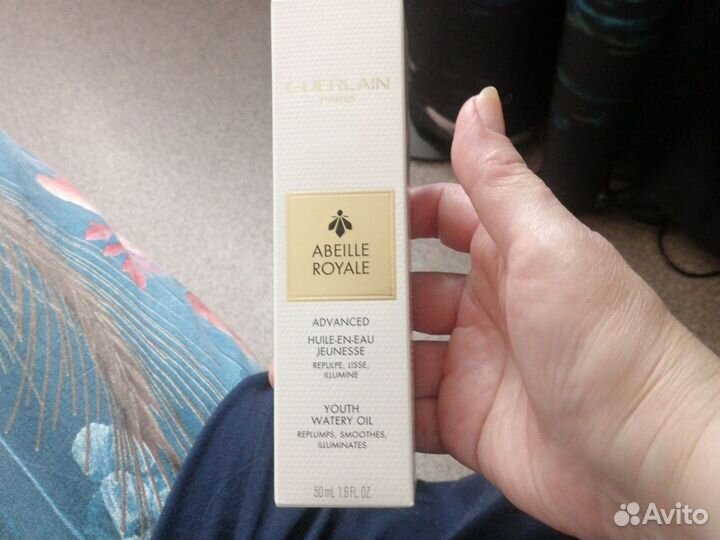 GUERLAIN
PARIS
ABEILLE
ROYALE
ADVANCED
HUILE-EN-EAU
JEUNESSE
REPULPE, LISSE,
ILLUMINE
YOUTH
WATERY OIL
REPLUMPS, SMOOTHES,
ILLUMINATES
50 mL 1.6 FL. OZ.
Avito